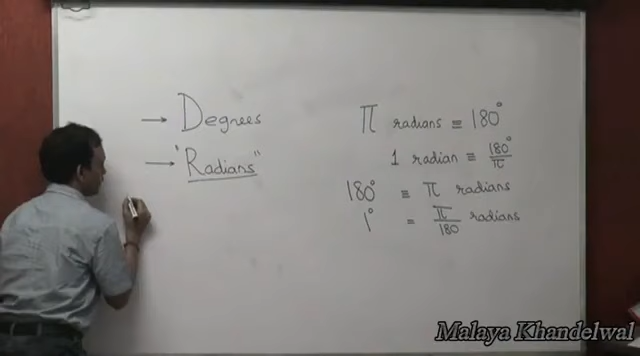 → Degrees
→ "Radians"
π radians ≡ 180°
1 radian ≡ 180°/π
180° ≡ π radians
1° = π/180 radians
Malaya Khandelwal